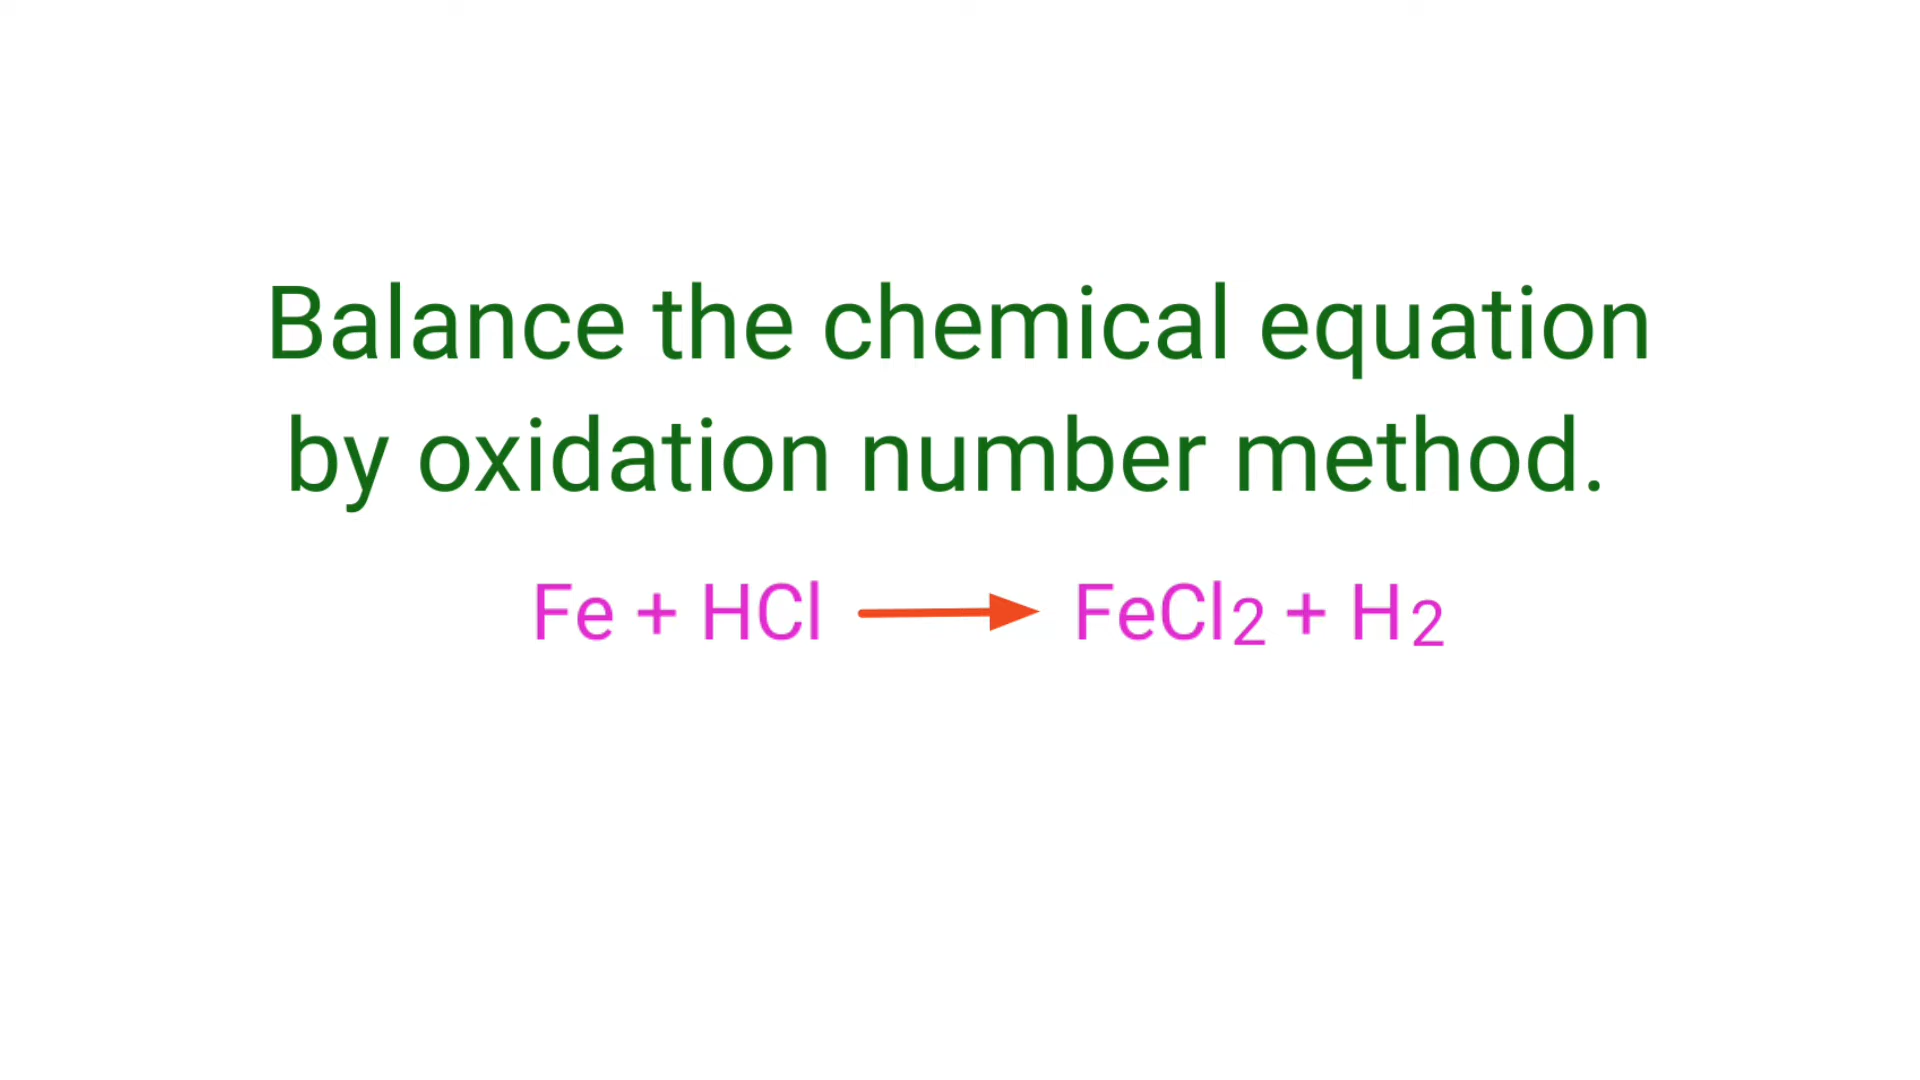 Balance the chemical equation
by oxidation number method.
Fe + HCl ⟶ FeCl2 + H2